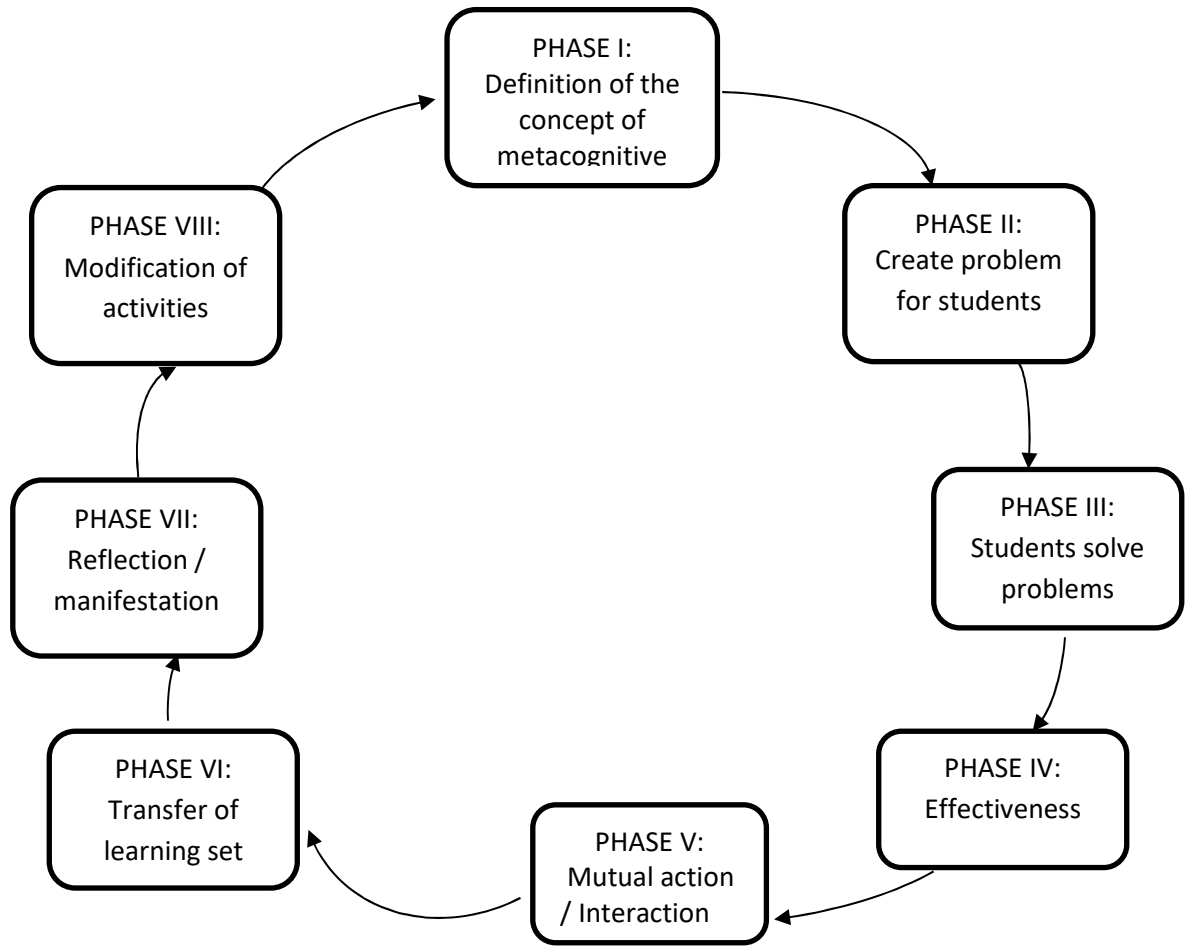 PHASE I:
Definition of the
concept of
metacognitive
PHASE II:
Create problem
for students
PHASE III:
Students solve
problems
PHASE IV:
Effectiveness
PHASE V:
Mutual action
/ Interaction
PHASE VI:
Transfer of
learning set
PHASE VII:
Reflection /
manifestation
PHASE VIII:
Modification of
activities